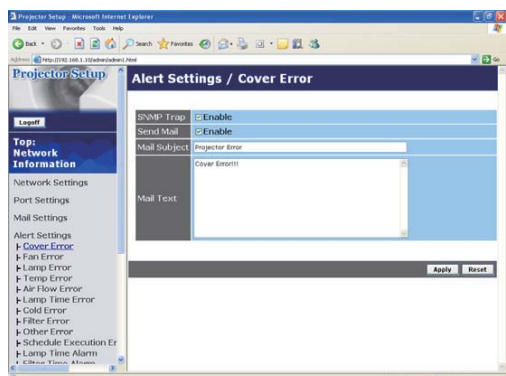 Projector Setup - Microsoft Internet Explorer
File Edit View Favorites Tools Help
Back Search Favorites
Address http://192.168.1.10/admin/admin1.html Go
Projector Setup
Logoff
Top:
Network
Information
Network Settings
Port Settings
Mail Settings
Alert Settings
Cover Error
Fan Error
Lamp Error
Temp Error
Air Flow Error
Lamp Time Error
Cold Error
Filter Error
Other Error
Schedule Execution Er
Lamp Time Alarm
Filter Time Alarm
Alert Settings / Cover Error
SNMP Trap Enable
Send Mail Enable
Mail Subject Projector Error
Mail Text Cover Error!!!
Apply Reset